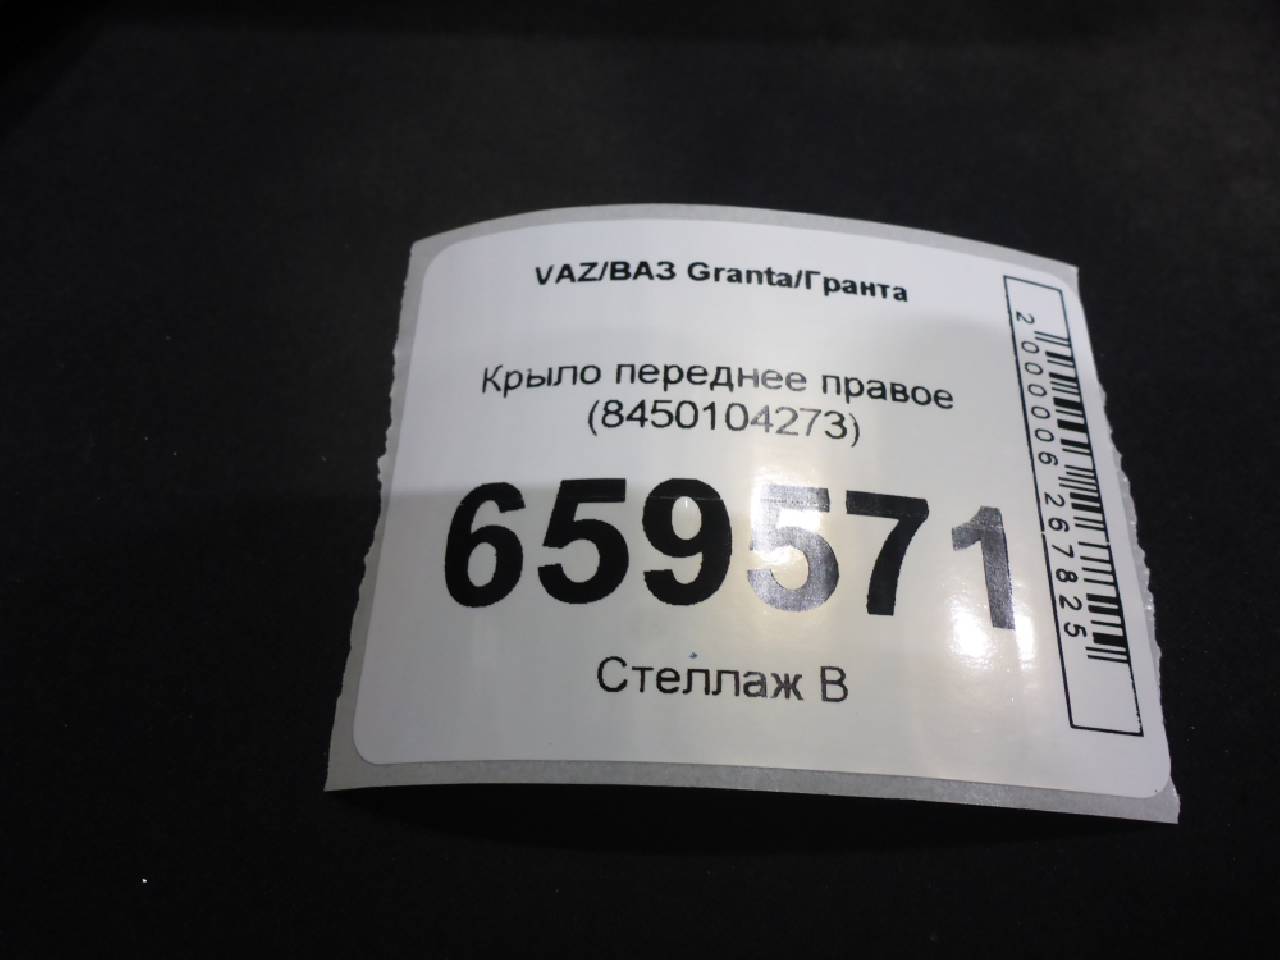 VAZ/ВАЗ Granta/Гранта
Крыло переднее правое
(8450104273)
659571
Стеллаж В
2000006267825